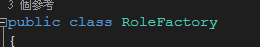 3 個參考
public class RoleFactory
{